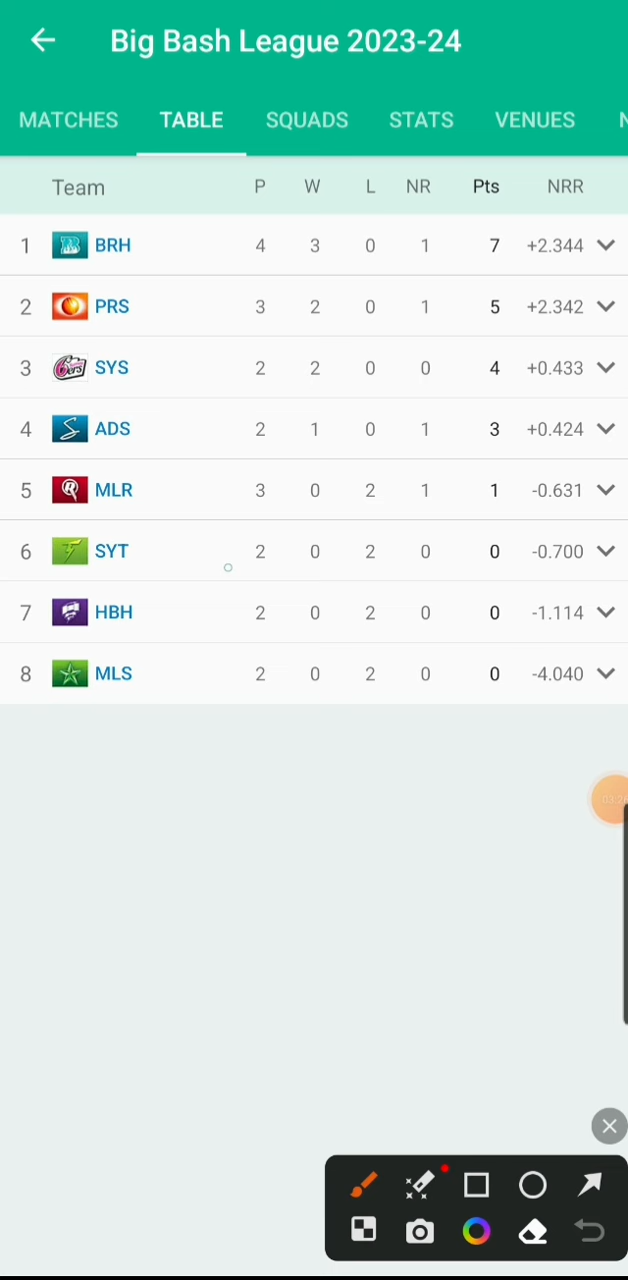 Big Bash League 2023-24
MATCHES TABLE SQUADS STATS VENUES N
Team P W L NR Pts NRR
1 BRH 4 3 0 1 7 +2.344
2 PRS 3 2 0 1 5 +2.342
3 SYS 2 2 0 0 4 +0.433
4 ADS 2 1 0 1 3 +0.424
5 MLR 3 0 2 1 1 -0.631
6 SYT 2 0 2 0 0 -0.700
7 HBH 2 0 2 0 0 -1.114
8 MLS 2 0 2 0 0 -4.040